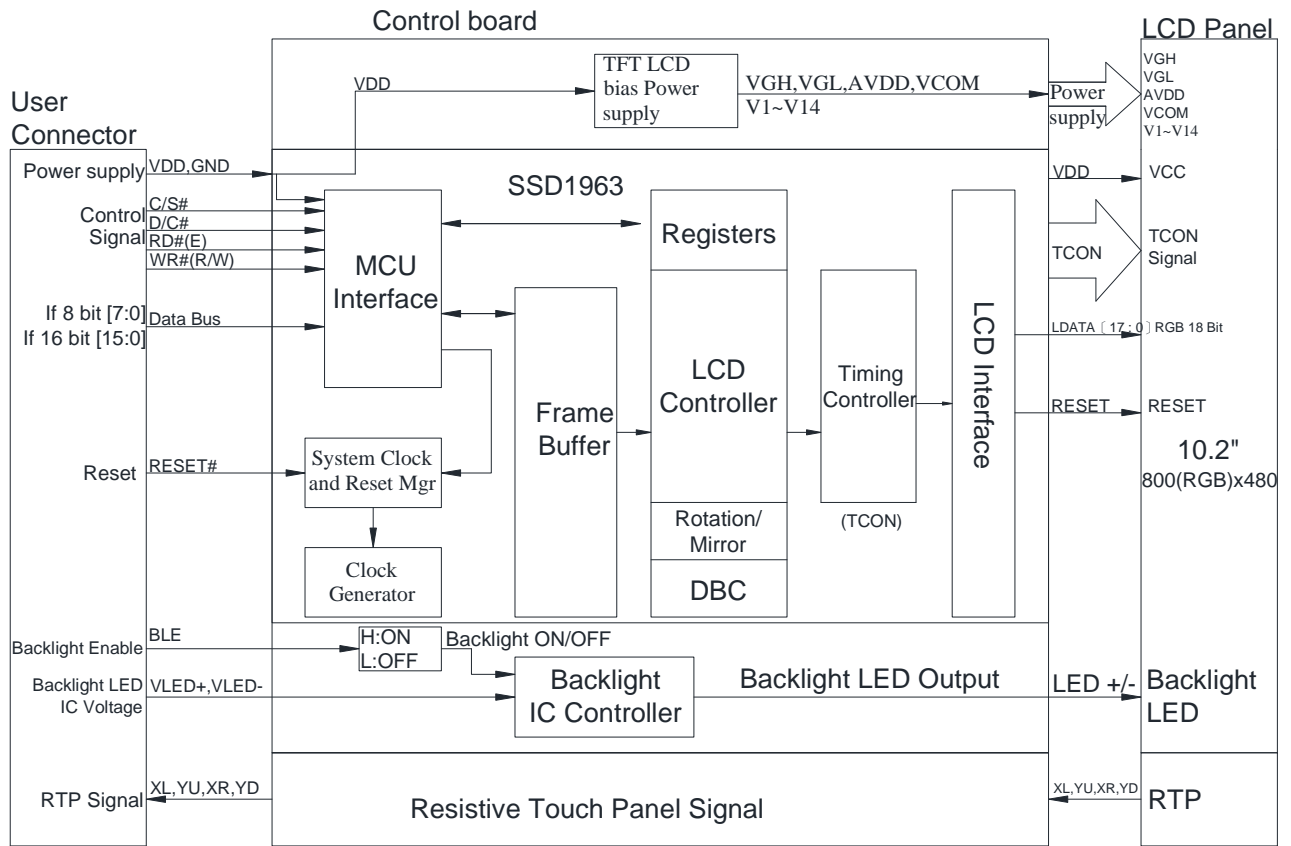 Control board
LCD Panel
User
Connector
VDD
TFT LCD
bias Power
supply
VGH,VGL,AVDD,VCOM
V1~V14
Power
supply
VGH
VGL
AVDD
VCOM
V1~V14
Power supply
VDD,GND
SSD1963
VDD
VCC
Control
Signal
C/S#
D/C#
RD#(E)
WR#(R/W)
MCU
Interface
Registers
TCON
TCON
Signal
If 8 bit [7:0]
If 16 bit [15:0]
Data Bus
Frame
Buffer
LCD
Controller
Timing
Controller
(TCON)
LCD Interface
LDATA〔17 : 0〕RGB 18 Bit
RESET
RESET
10.2"
800(RGB)x480
Reset
RESET#
System Clock
and Reset Mgr
Rotation/
Mirror
DBC
Clock
Generator
Backlight Enable
BLE
H:ON
L:OFF
Backlight ON/OFF
Backlight LED
IC Voltage
VLED+,VLED-
Backlight
IC Controller
Backlight LED Output
LED +/-
Backlight
LED
RTP Signal
XL,YU,XR,YD
Resistive Touch Panel Signal
XL,YU,XR,YD
RTP